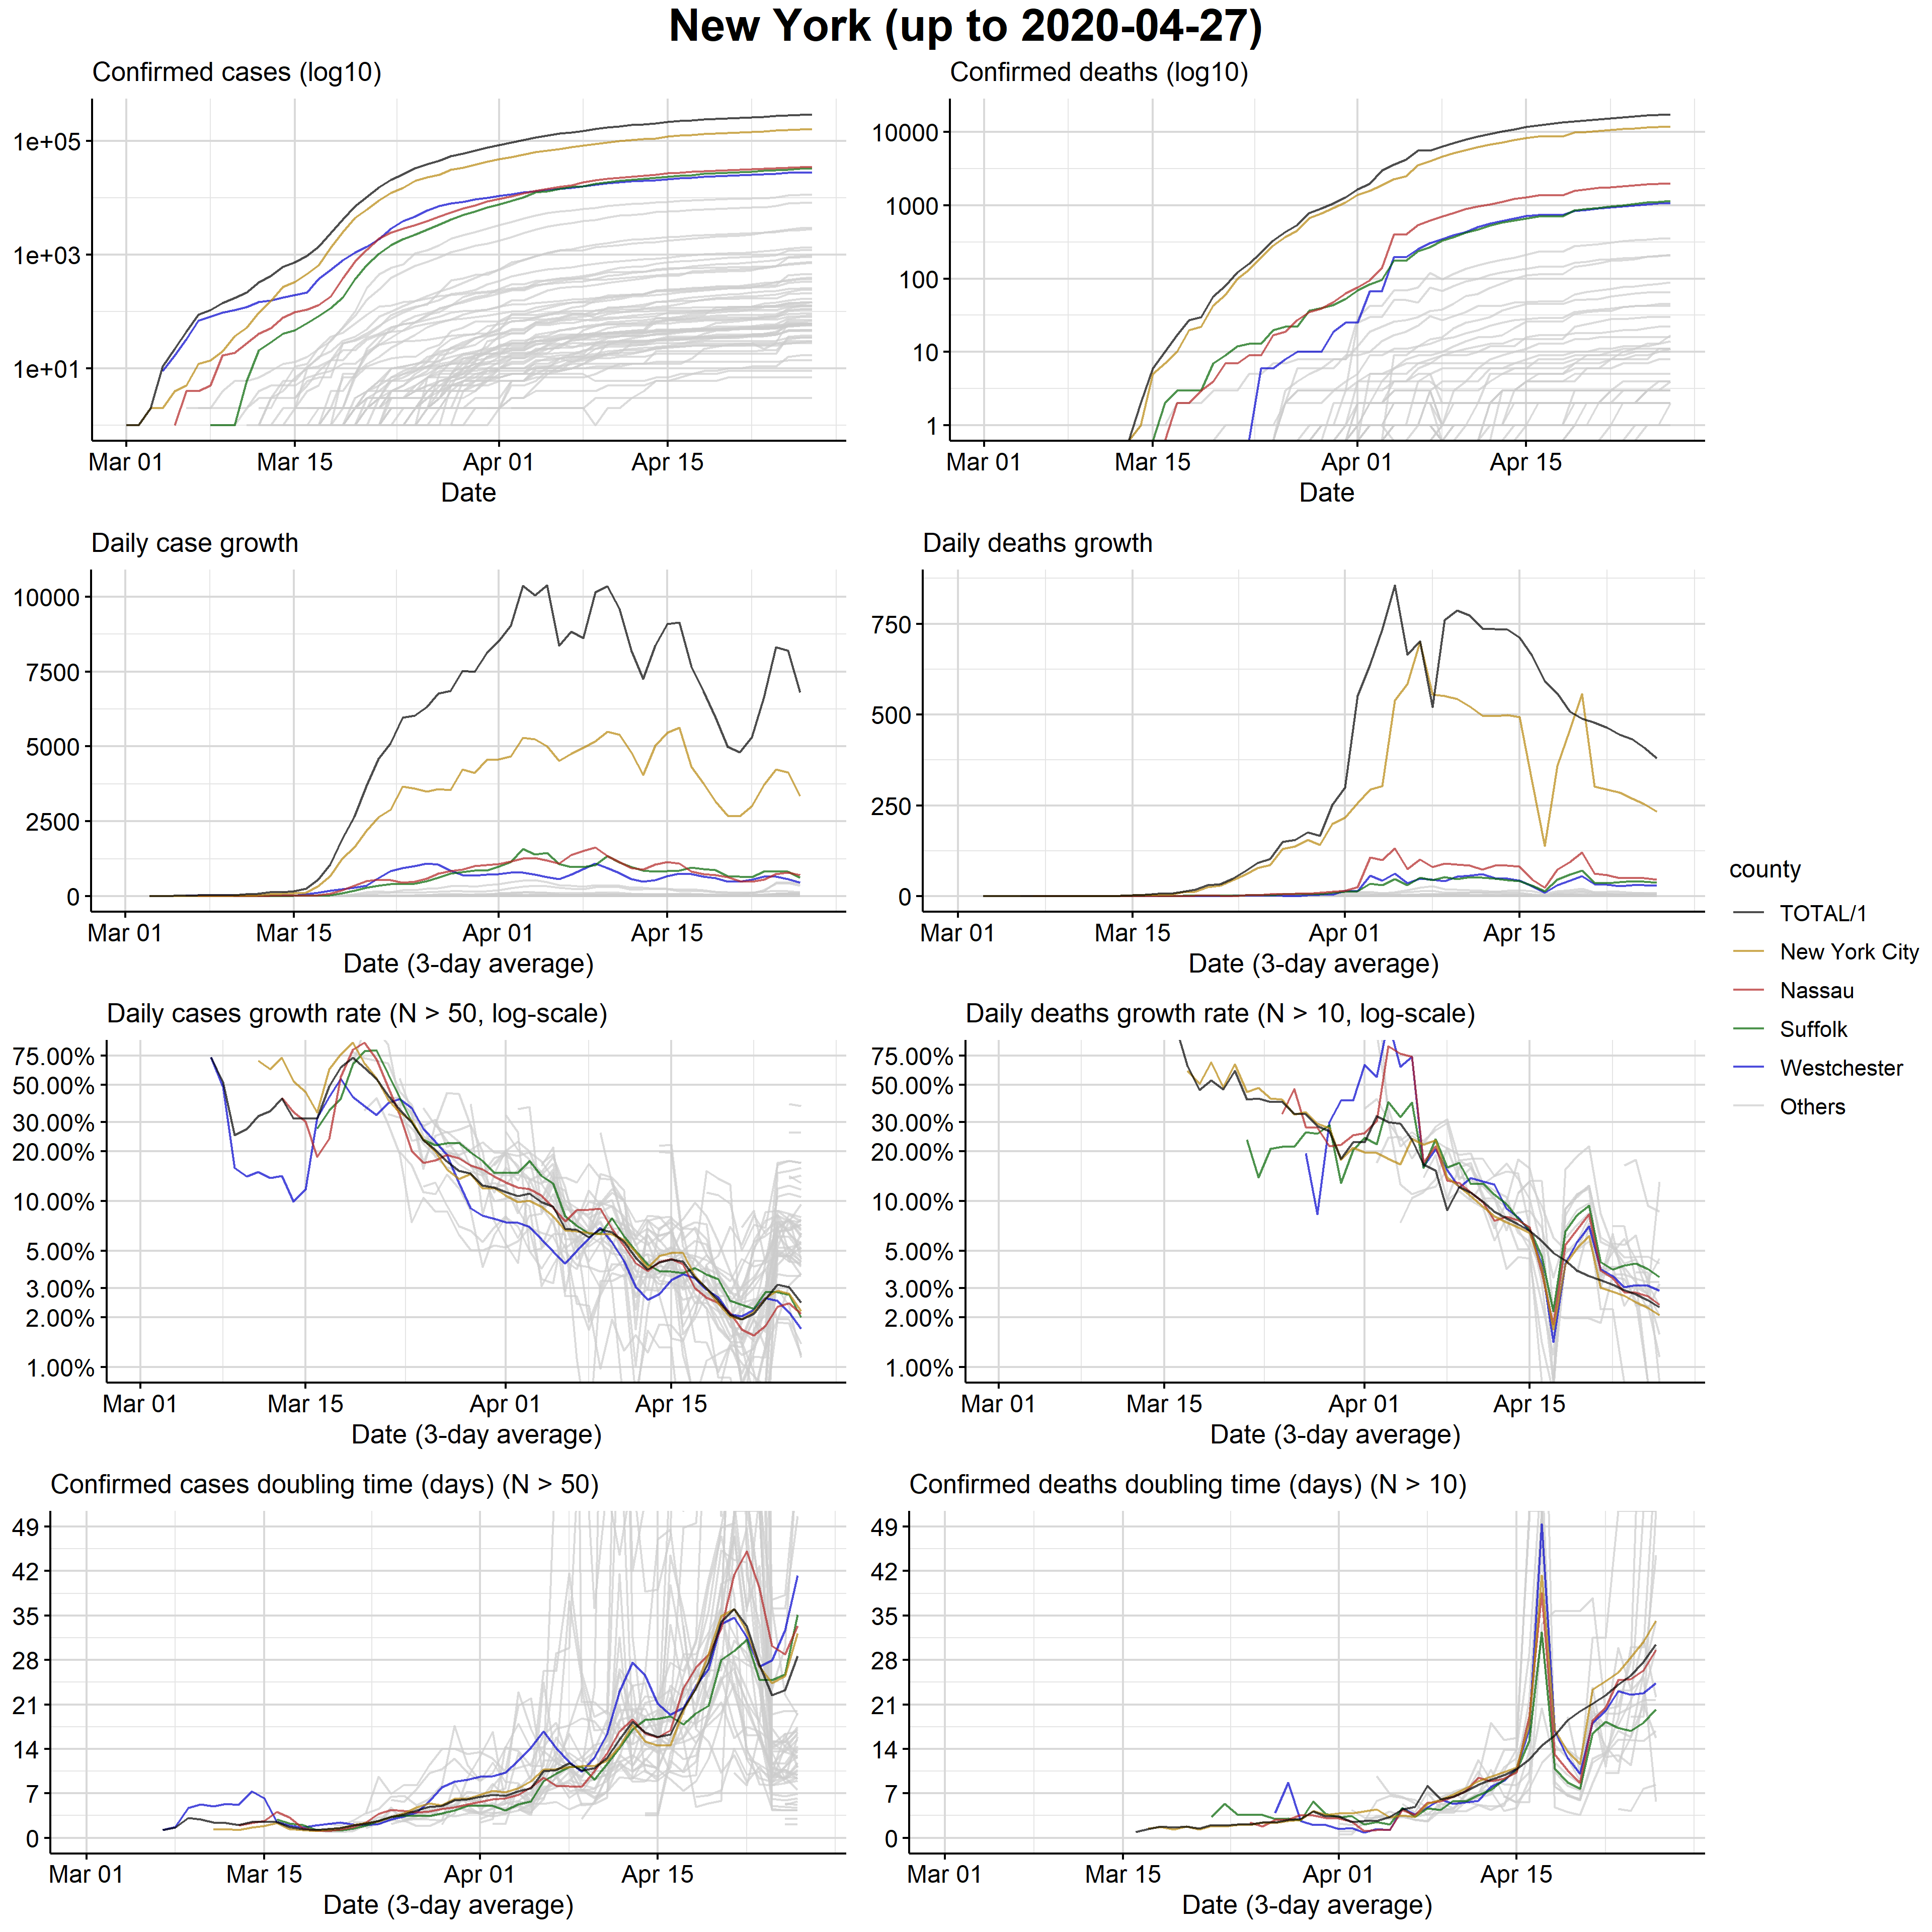 New York (up to 2020-04-27)
Confirmed cases (log10)
1e+05
1e+03
1e+01
Mar 01 Mar 15 Apr 01 Apr 15
Date
Confirmed deaths (log10)
10000
1000
100
10
1
Mar 01 Mar 15 Apr 01 Apr 15
Date
Daily case growth
10000
7500
5000
2500
0
Mar 01 Mar 15 Apr 01 Apr 15
Date (3-day average)
Daily deaths growth
750
500
250
0
Mar 01 Mar 15 Apr 01 Apr 15
Date (3-day average)
Daily cases growth rate (N > 50, log-scale)
75.00%
50.00%
30.00%
20.00%
10.00%
5.00%
3.00%
2.00%
1.00%
Mar 01 Mar 15 Apr 01 Apr 15
Date (3-day average)
Daily deaths growth rate (N > 10, log-scale)
75.00%
50.00%
30.00%
20.00%
10.00%
5.00%
3.00%
2.00%
1.00%
Mar 01 Mar 15 Apr 01 Apr 15
Date (3-day average)
Confirmed cases doubling time (days) (N > 50)
49
42
35
28
21
14
7
0
Mar 01 Mar 15 Apr 01 Apr 15
Date (3-day average)
Confirmed deaths doubling time (days) (N > 10)
49
42
35
28
21
14
7
0
Mar 01 Mar 15 Apr 01 Apr 15
Date (3-day average)
county
TOTAL/1
New York City
Nassau
Suffolk
Westchester
Others